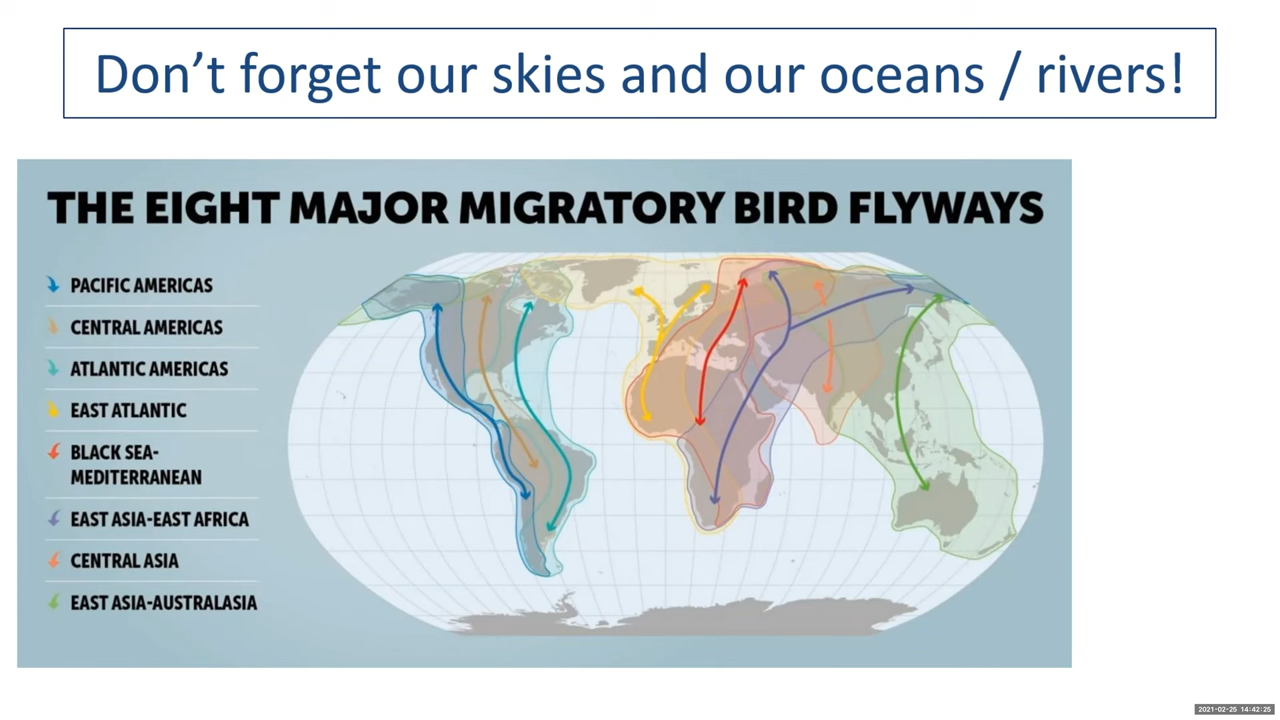 Don’t forget our skies and our oceans / rivers!
THE EIGHT MAJOR MIGRATORY BIRD FLYWAYS
PACIFIC AMERICAS
CENTRAL AMERICAS
ATLANTIC AMERICAS
EAST ATLANTIC
BLACK SEA-
MEDITERRANEAN
EAST ASIA-EAST AFRICA
CENTRAL ASIA
EAST ASIA-AUSTRALASIA
2021-02-25 14:42:25